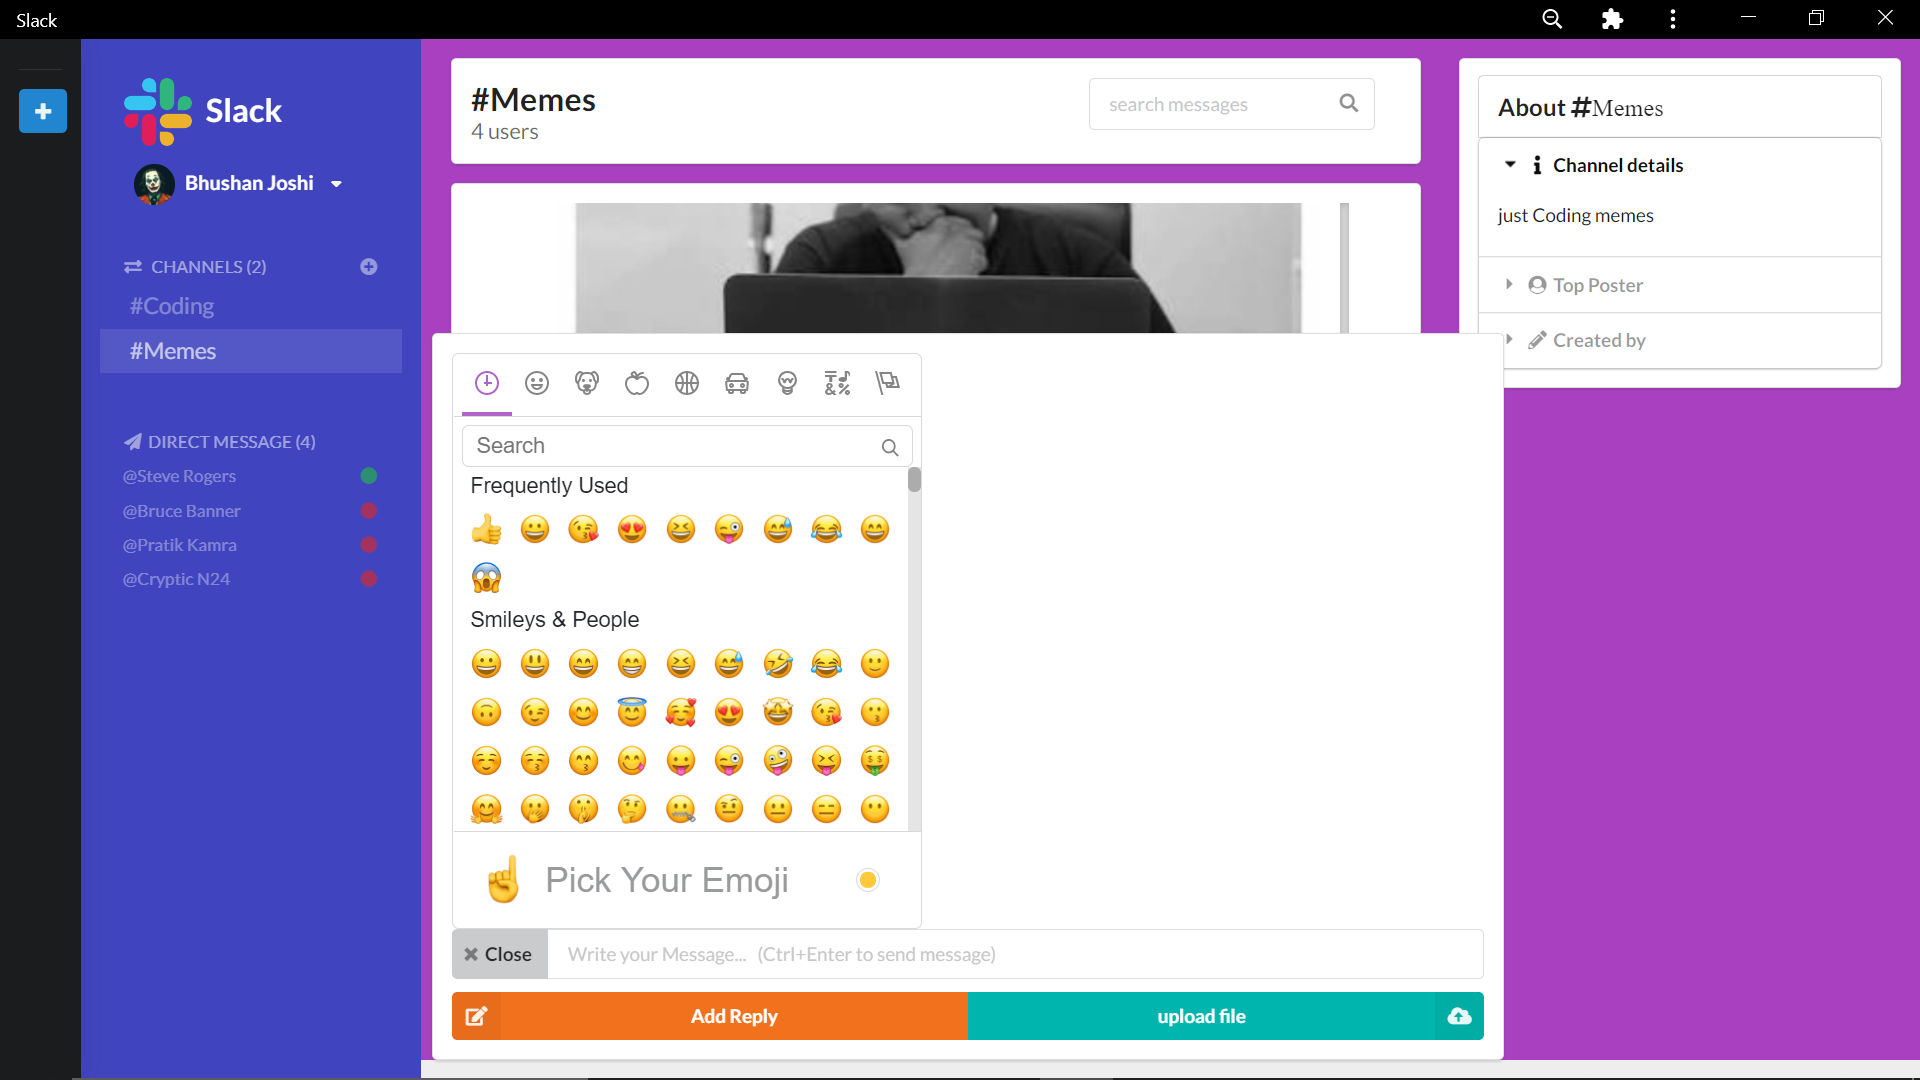 Slack
Slack
Bhushan Joshi
CHANNELS (2)
#Coding
#Memes
DIRECT MESSAGE (4)
@Steve Rogers
@Bruce Banner
@Pratik Kamra
@Cryptic N24
#Memes
4 users
search messages
Search
Frequently Used
Smileys & People
Pick Your Emoji
Close
Write your Message... (Ctrl+Enter to send message)
Add Reply
upload file
About #Memes
Channel details
just Coding memes
Top Poster
Created by